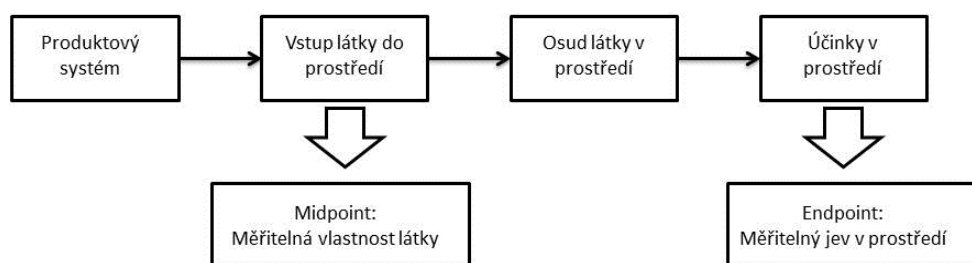 Produktový
systém
Vstup látky do
prostředí
Osud látky v
prostředí
Účinky v
prostředí
Midpoint:
Měřitelná vlastnost látky
Endpoint:
Měřitelný jev v prostředí